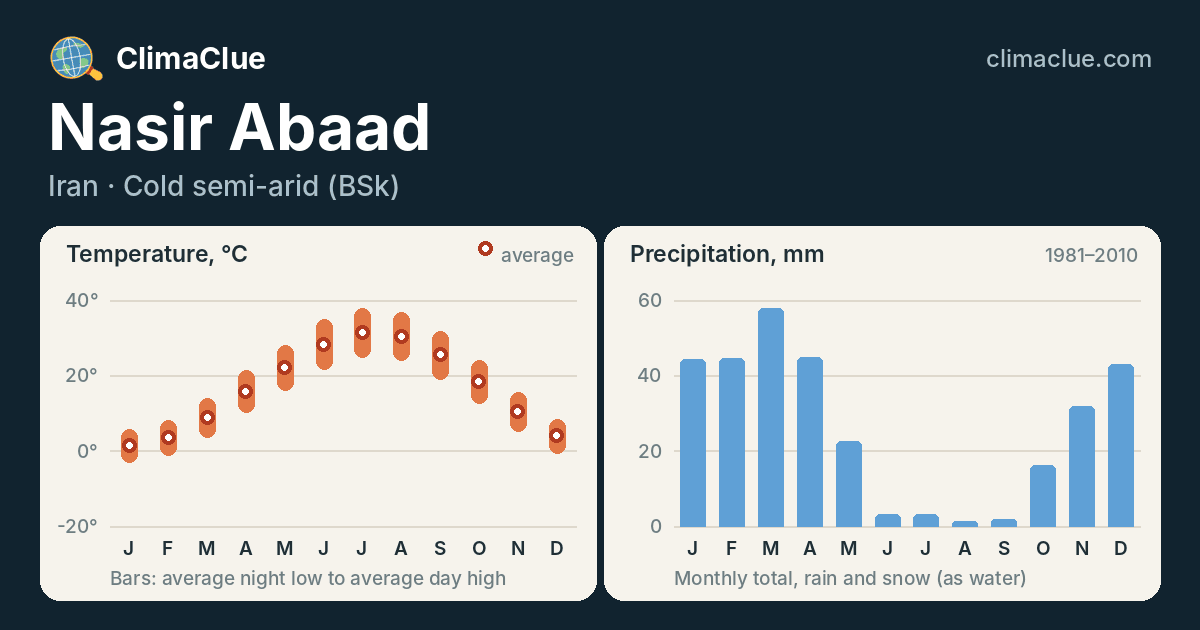 ClimaClue
climaclue.com
Nasir Abaad
Iran · Cold semi-arid (BSk)
Temperature, °C
average
40°
20°
0°
-20°
J F M A M J J A S O N D
Bars: average night low to average day high
Precipitation, mm
1981–2010
60
40
20
0
J F M A M J J A S O N D
Monthly total, rain and snow (as water)